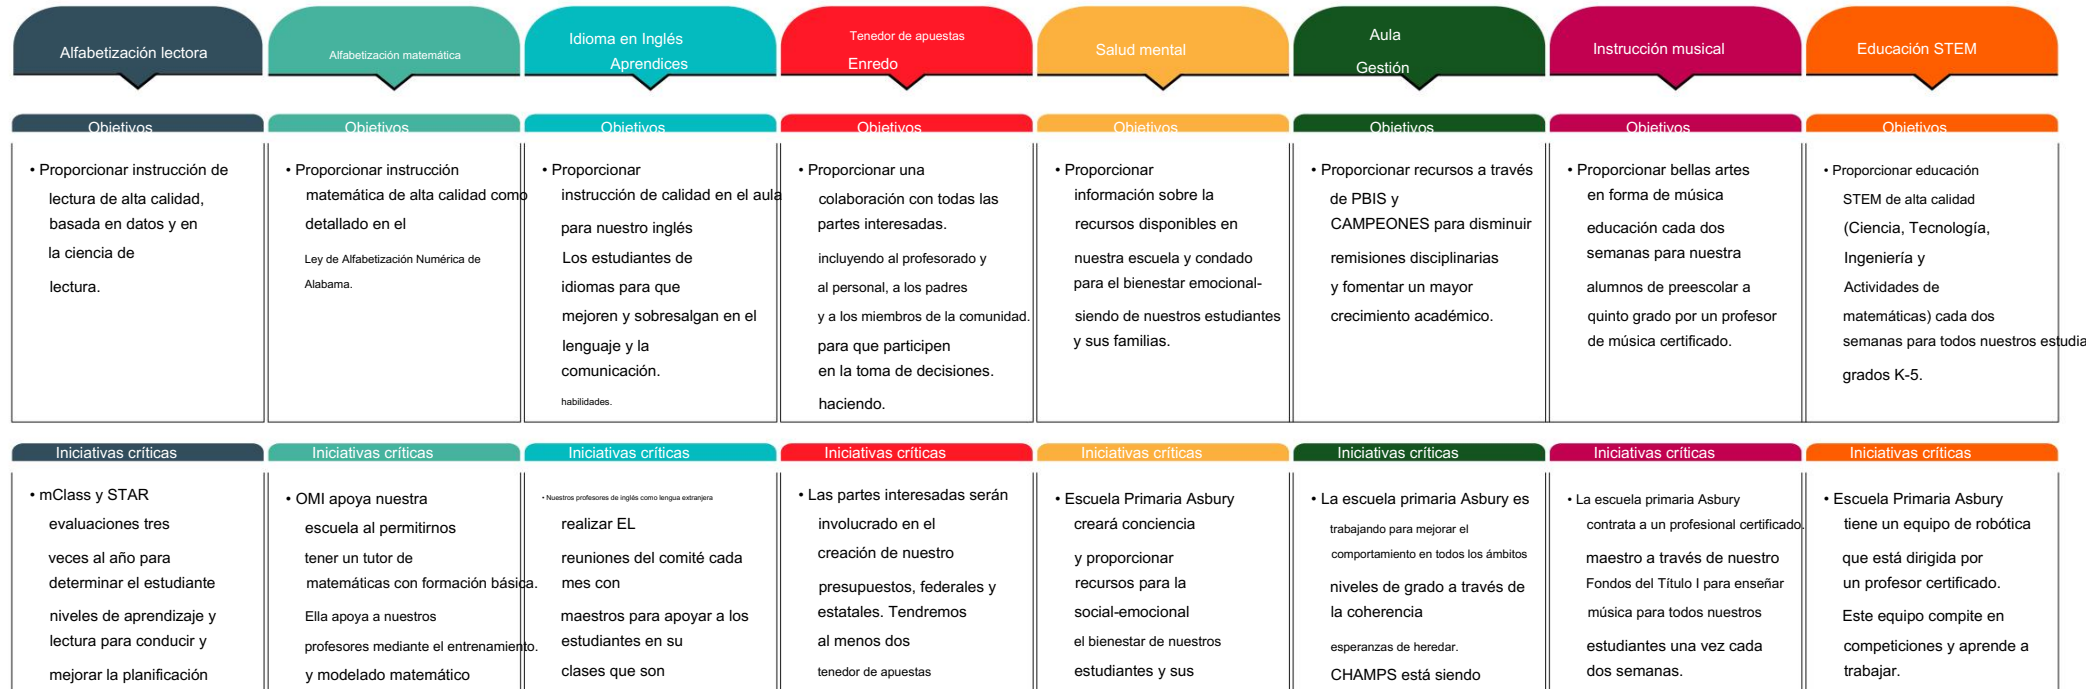 Alfabetización lectora
Alfabetización matemática
Idioma en Inglés
Aprendices
Tenedor de apuestas
Enredo
Salud mental
Aula
Gestión
Instrucción musical
Educación STEM
Objetivos
Objetivos
Objetivos
Objetivos
Objetivos
Objetivos
Objetivos
Objetivos
• Proporcionar instrucción de
lectura de alta calidad,
basada en datos y en
la ciencia de
lectura.
• Proporcionar instrucción
matemática de alta calidad como
detallado en el
Ley de Alfabetización Numérica de
Alabama.
• Proporcionar
instrucción de calidad en el aula
para nuestro inglés
Los estudiantes de
idiomas para que
mejoren y sobresalgan en el
lenguaje y la
comunicación.
habilidades.
• Proporcionar una
colaboración con todas las
partes interesadas.
incluyendo al profesorado y
al personal, a los padres
y a los miembros de la comunidad.
para que participen
en la toma de decisiones.
haciendo.
• Proporcionar
información sobre la
recursos disponibles en
nuestra escuela y condado
para el bienestar emocional-
siendo de nuestros estudiantes
y sus familias.
• Proporcionar recursos a través
de PBIS y
CAMPEONES para disminuir
remisiones disciplinarias
y fomentar un mayor
crecimiento académico.
• Proporcionar bellas artes
en forma de música
educación cada dos
semanas para nuestra
alumnos de preescolar a
quinto grado por un profesor
de música certificado.
• Proporcionar educación
STEM de alta calidad
(Ciencia, Tecnología,
Ingeniería y
Actividades de
matemáticas) cada dos
semanas para todos nuestros estudia
grados K-5.
Iniciativas críticas
Iniciativas críticas
Iniciativas críticas
Iniciativas críticas
Iniciativas críticas
Iniciativas críticas
Iniciativas críticas
Iniciativas críticas
• mClass y STAR
evaluaciones tres
veces al año para
determinar el estudiante
niveles de aprendizaje y
lectura para conducir y
mejorar la planificación
• OMI apoya nuestra
escuela al permitirnos
tener un tutor de
matemáticas con formación básica.
Ella apoya a nuestros
profesores mediante el entrenamiento.
y modelado matemático
• Nuestros profesores de inglés como lengua extranjera
realizar EL
reuniones del comité cada
mes con
maestros para apoyar a los
estudiantes en su
clases que son
• Las partes interesadas serán
involucrado en el
creación de nuestro
presupuestos, federales y
estatales. Tendremos
al menos dos
tenedor de apuestas
• Escuela Primaria Asbury
creará conciencia
y proporcionar
recursos para la
social-emocional
el bienestar de nuestros
estudiantes y sus
• La escuela primaria Asbury es
trabajando para mejorar el
comportamiento en todos los ámbitos
niveles de grado a través de
la coherencia
esperanzas de heredar.
CHAMPS está siendo
• La escuela primaria Asbury
contrata a un profesional certificado.
maestro a través de nuestro
Fondos del Título I para enseñar
música para todos nuestros
estudiantes una vez cada
dos semanas.
• Escuela Primaria Asbury
tiene un equipo de robótica
que está dirigida por
un profesor certificado.
Este equipo compite en
competiciones y aprende a
trabajar.